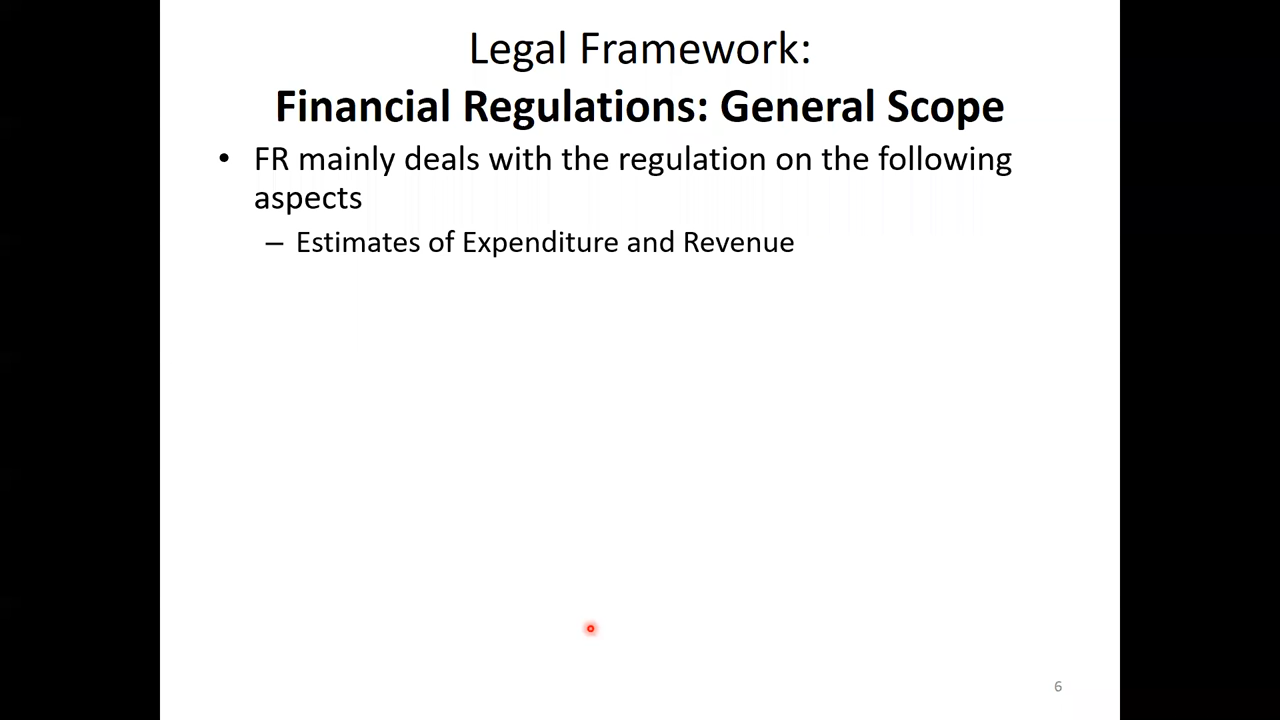 Legal Framework:
Financial Regulations: General Scope
• FR mainly deals with the regulation on the following
aspects
– Estimates of Expenditure and Revenue
6